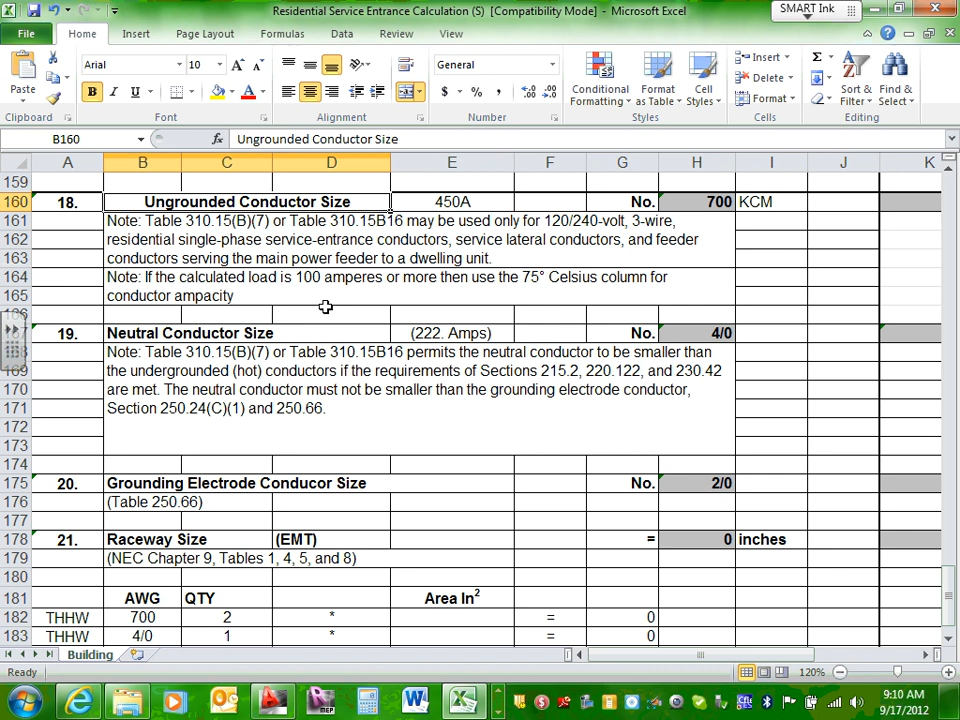 Residential Service Entrance Calculation (S) [Compatibility Mode] - Microsoft Excel
SMART Ink
File Home Insert Page Layout Formulas Data Review View
Paste
Arial 10
B I U
General
$ % ,
Conditional Formatting
Format as Table
Cell Styles
Insert
Delete
Format
Σ
Sort & Filter
Find & Select
Clipboard Font Alignment Number Styles Cells Editing
B160 fx Ungrounded Conductor Size
A B C D E F G H I J K
159
160 18. Ungrounded Conductor Size 450A No. 700 KCM
161 Note: Table 310.15(B)(7) or Table 310.15B16 may be used only for 120/240-volt, 3-wire,
162 residential single-phase service-entrance conductors, service lateral conductors, and feeder
163 conductors serving the main power feeder to a dwelling unit.
164 Note: If the calculated load is 100 amperes or more then use the 75° Celsius column for
165 conductor ampacity
19. Neutral Conductor Size (222. Amps) No. 4/0
Note: Table 310.15(B)(7) or Table 310.15B16 permits the neutral conductor to be smaller than
the undergrounded (hot) conductors if the requirements of Sections 215.2, 220.122, and 230.42
170 are met. The neutral conductor must not be smaller than the grounding electrode conductor,
171 Section 250.24(C)(1) and 250.66.
172
173
174
175 20. Grounding Electrode Conducor Size No. 2/0
176 (Table 250.66)
177
178 21. Raceway Size (EMT) = 0 inches
179 (NEC Chapter 9, Tables 1, 4, 5, and 8)
180
181 AWG QTY Area In2
182 THHW 700 2 * = 0
183 THHW 4/0 1 * = 0
Building
Ready 120%
9:10 AM
9/17/2012